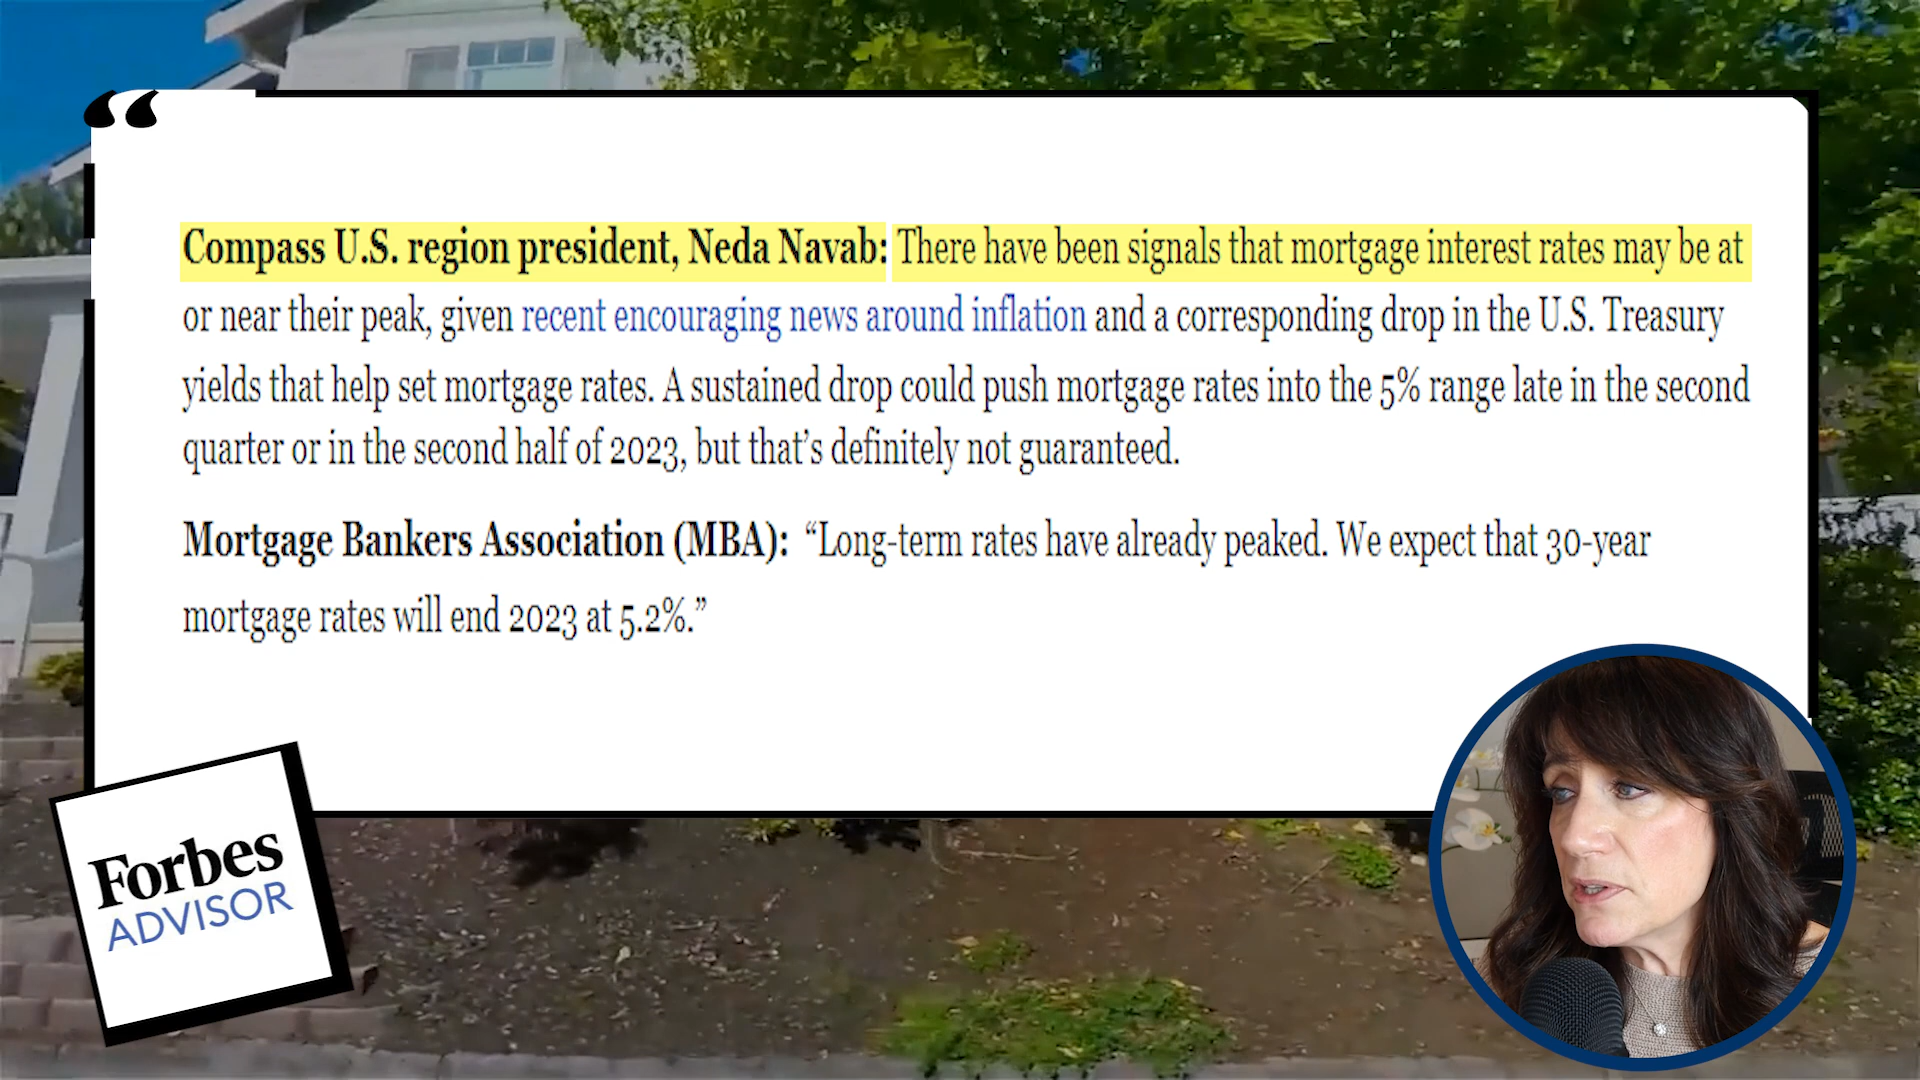 “
Compass U.S. region president, Neda Navab: There have been signals that mortgage interest rates may be at
or near their peak, given recent encouraging news around inflation and a corresponding drop in the U.S. Treasury
yields that help set mortgage rates. A sustained drop could push mortgage rates into the 5% range late in the second
quarter or in the second half of 2023, but that’s definitely not guaranteed.
Mortgage Bankers Association (MBA): “Long-term rates have already peaked. We expect that 30-year
mortgage rates will end 2023 at 5.2%.”
Forbes
ADVISOR